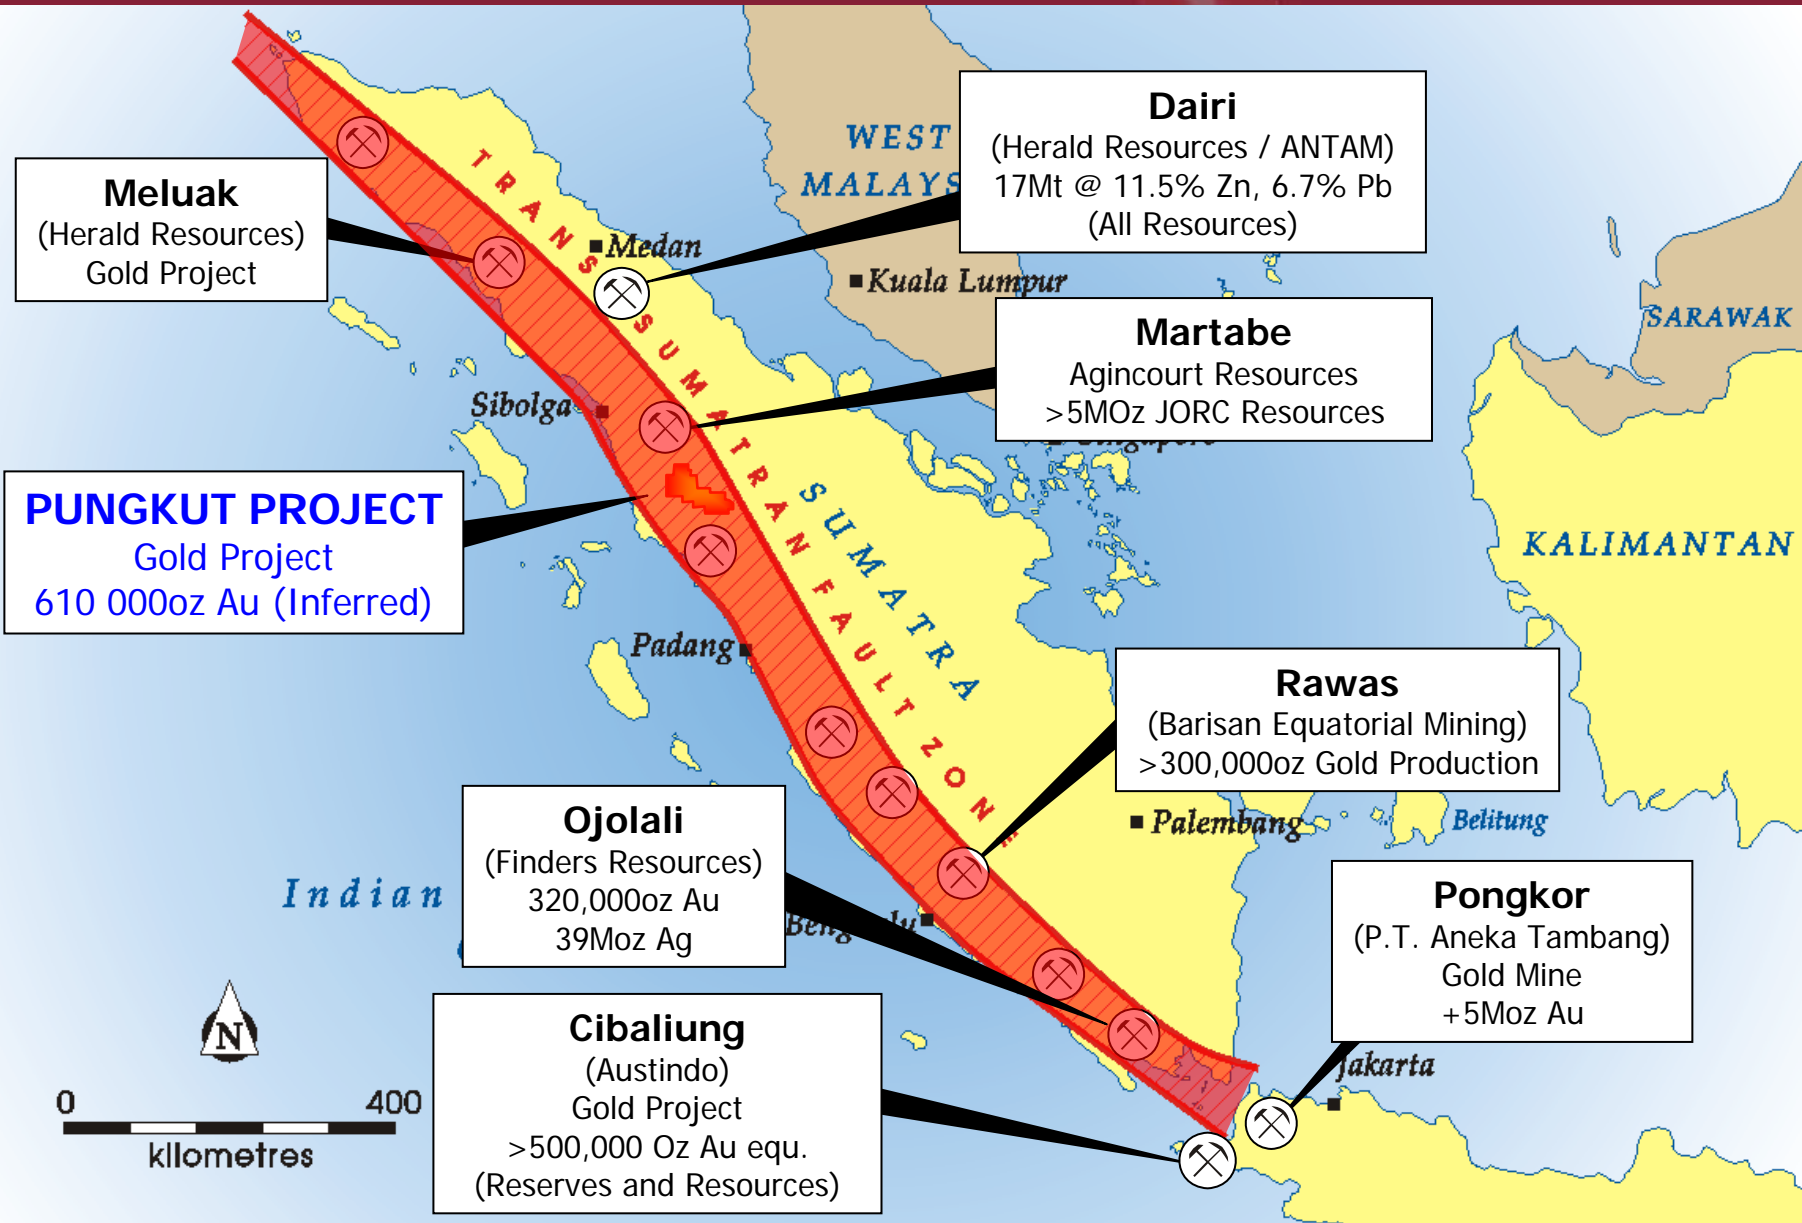 Dairi
(Herald Resources / ANTAM)
17Mt @ 11.5% Zn, 6.7% Pb
(All Resources)
WEST
Meluak
(Herald Resources)
Gold Project
TRANS SUMATRAN FAULT ZONE
Medan
Kuala Lumpur
Martabe
Agincourt Resources
>5MOz JORC Resources
SARAWAK
Sibolga
PUNGKUT PROJECT
Gold Project
610 000oz Au (Inferred)
SUMATRA
KALIMANTAN
Padang
Rawas
(Barisan Equatorial Mining)
>300,000oz Gold Production
Ojolali
(Finders Resources)
320,000oz Au
39Moz Ag
Palembang
Belitung
Indian
Pongkor
(P.T. Aneka Tambang)
Gold Mine
+5Moz Au
Cibaliung
(Austindo)
Gold Project
>500,000 Oz Au equ.
(Reserves and Resources)
Jakarta
N
0 400
kilometres